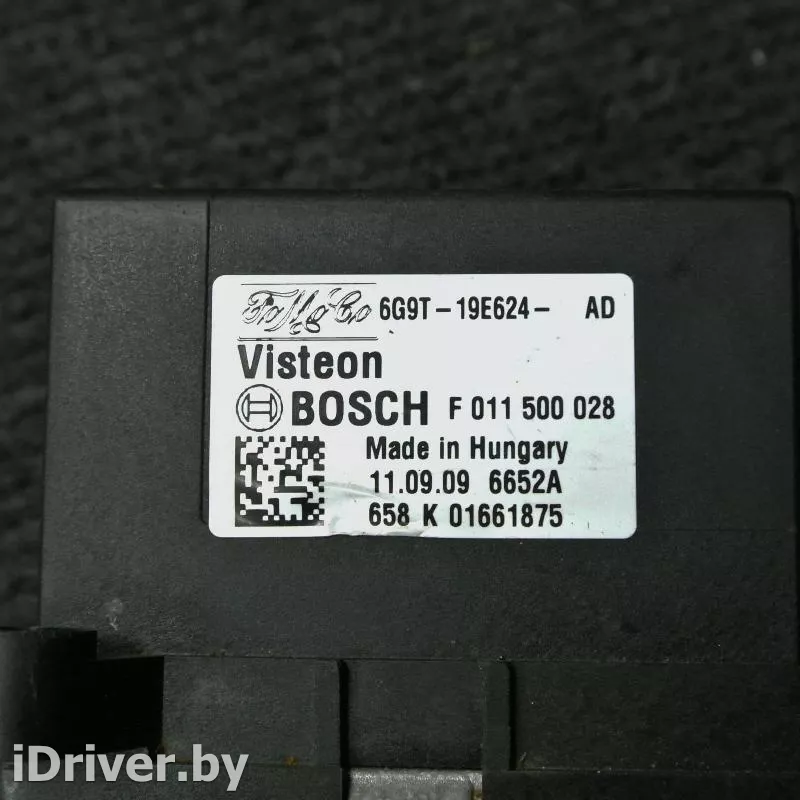 FoMoCo 6G9T-19E624- AD
Visteon
BOSCH F 011 500 028
Made in Hungary
11.09.09 6652A
658 K 01661875
iDriver.by